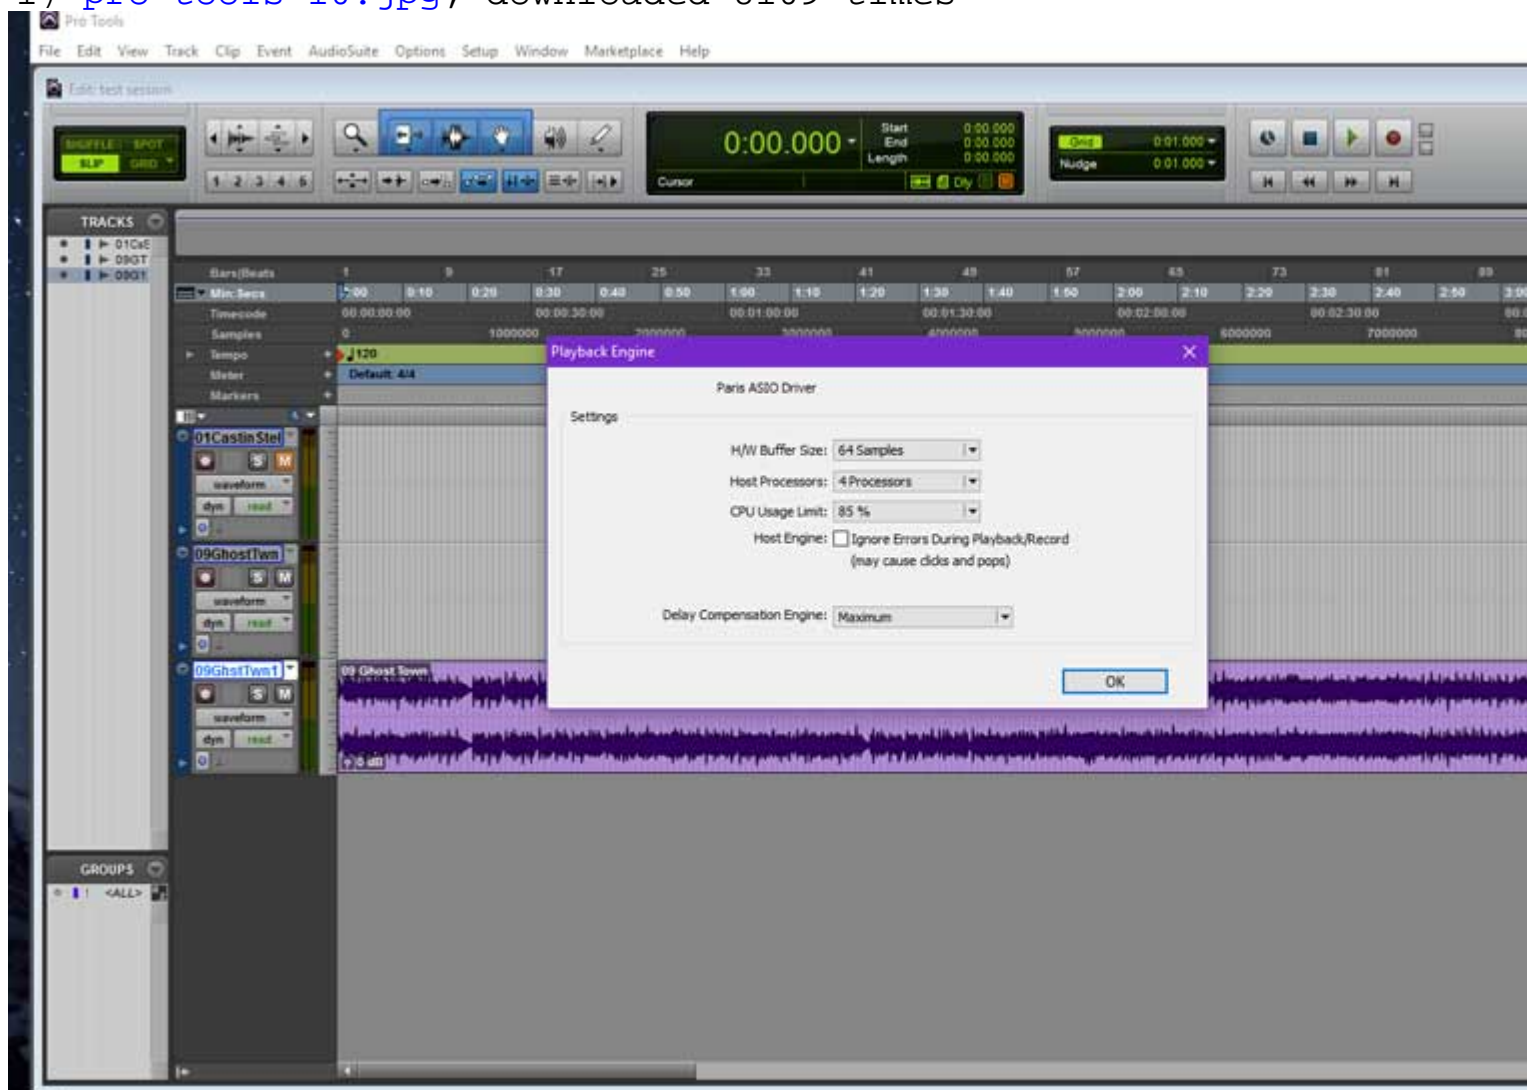 Pro Tools
File Edit View Track Clip Event AudioSuite Options Setup Window Marketplace Help
Edit: test session
SHUFFLE SPOT
SLIP GRID
1 2 3 4 5
0:00.000
Start 0:00.000
End 0:00.000
Length 0:00.000
Cursor
Dly
Grid 0:01.000
Nudge 0:01.000
TRACKS
09GT
Bars|Beats 1 9 17 25 33 41 49 57 65 73 81 89
Min:Secs 0:10 0:20 0:30 0:40 0:50 1:00 1:10 1:20 1:30 1:40 1:50 2:00 2:10 2:20 2:30 2:40 2:50
Timecode 00:00:00:00 00:00:30:00 00:01:00:00 00:01:30:00 00:02:00:00 00:02:30:00
Samples 0 1000000 2000000 3000000 4000000 5000000 6000000 7000000
Tempo 120
Meter Default: 4/4
Markers
01CastinStel
S M
waveform
dyn read
09GhostTwn
S M
waveform
dyn read
09GhstTwn1
S M
waveform
dyn read
09 Ghost Town
0 dB
Playback Engine
Paris ASIO Driver
Settings
H/W Buffer Size: 64 Samples
Host Processors: 4 Processors
CPU Usage Limit: 85 %
Host Engine: Ignore Errors During Playback/Record
(may cause clicks and pops)
Delay Compensation Engine: Maximum
OK
GROUPS
<ALL>